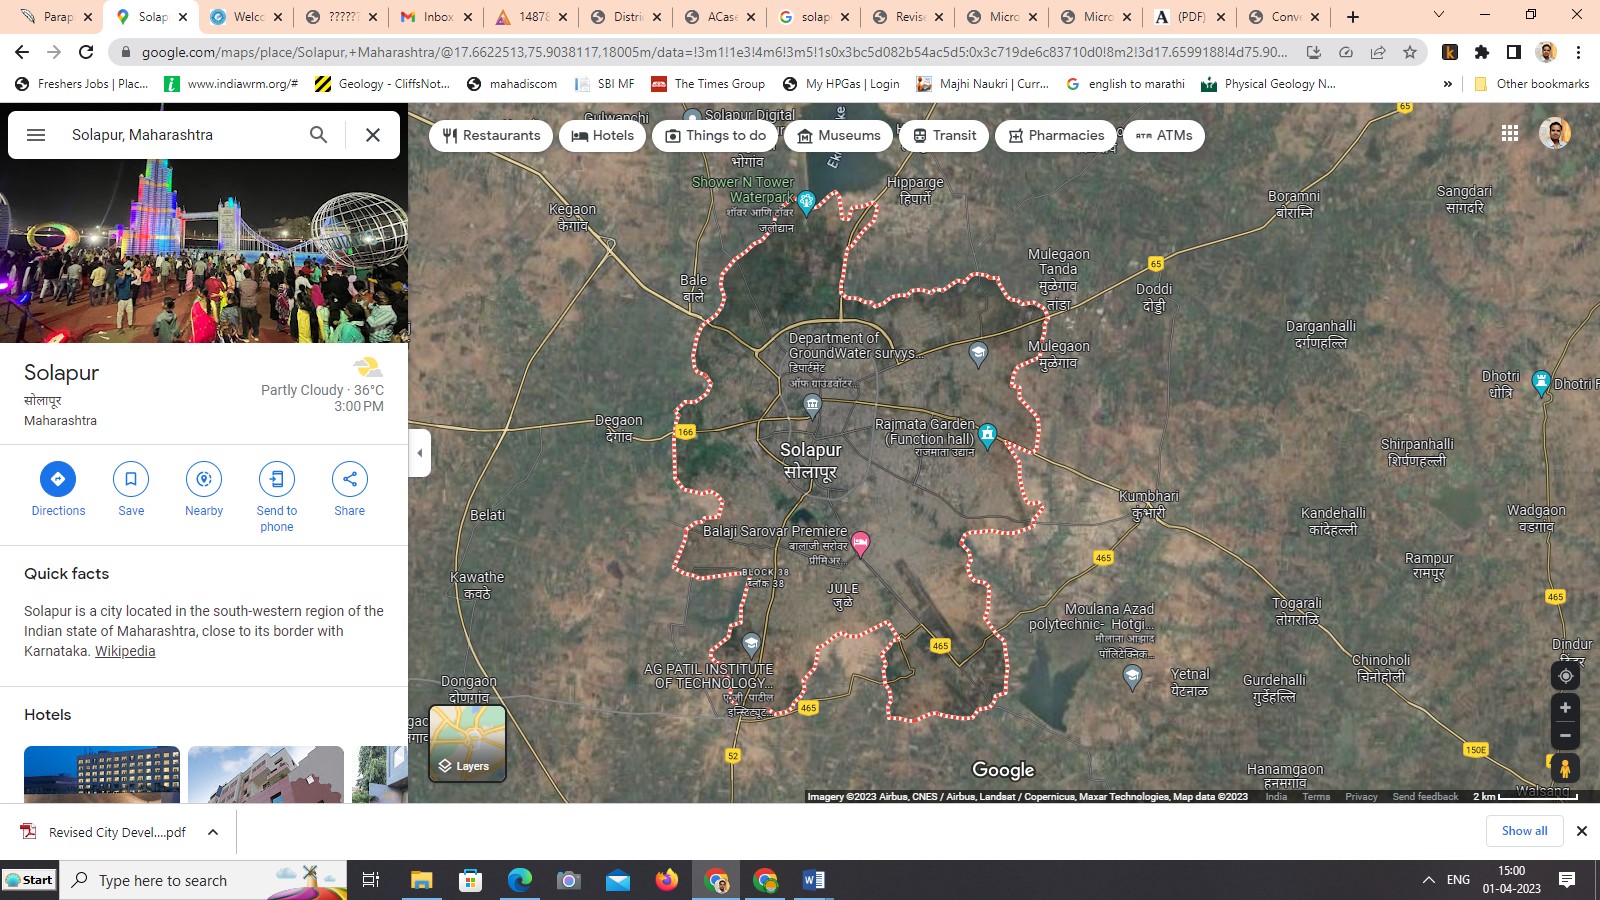 Parap
Solap
Welc
??????
Inbox
14878
Distri
ACase
solap
Revise
Micro
Micro
(PDF)
Conve
google.com/maps/place/Solapur,+Maharashtra/@17.6622513,75.9038117,18005m/data=!3m1!1e3!4m6!3m5!1s0x3bc5d082b54ac5d5:0x3c719de6c83710d0!8m2!3d17.6599188!4d75.90...
Freshers Jobs | Plac...
www.indiawrm.org/#
Geology - CliffsNot...
mahadiscom
SBI MF
The Times Group
My HPGas | Login
Majhi Naukri | Curr...
english to marathi
Physical Geology N...
»
Other bookmarks
Solapur, Maharashtra
Restaurants
Hotels
Things to do
Museums
Transit
Pharmacies
ATMs
Solapur
सोलापूर
Maharashtra
Partly Cloudy · 36°C
3:00 PM
Directions
Save
Nearby
Send to
phone
Share
Quick facts
Solapur is a city located in the south-western region of the
Indian state of Maharashtra, close to its border with
Karnataka. Wikipedia
Hotels
Gulwanchi
Solapur Digital
भोगांव
65
Shower N Tower
Waterpark
शॉवर आणि टॉवर
जलोद्यान
Hipparge
हिपार्गे
Kegaon
केगाव
Boramni
बोराम्नि
Sangdari
सागदरि
Bale
बाले
Mulegaon
Tanda
मुळेगाव
तांडा
65
Doddi
दोड्डी
Darganhalli
दर्गणहल्लि
Department of
GroundWater survys...
डिपार्टमेंट
ऑफ ग्राउंडवॉटर...
Mulegaon
मुळेगाव
Dhotri
धोत्रि
Dhotri F
Degaon
देगांव
166
Rajmata Garden
(Function hall)
राजमाता उद्यान
Solapur
सोलापूर
Shirpanhalli
शिर्पणहल्ली
Kumbhari
कुंभारी
Belati
Kandehalli
कांदेहल्ली
Wadgaon
वडगांव
Balaji Sarovar Premiere
बालाजी सरोवर
प्रीमिअर...
465
Rampur
रामपूर
Kawathe
कवठे
BLOCK 38
ब्लॉक 38
JULE
जुळे
465
Moulana Azad
polytechnic- Hotgi...
मौलाना आझाद
पॉलिटेक्निक...
Togarali
तोगराळि
465
Dindur
AG PATIL INSTITUTE
OF TECHNOLOGY...
ए.जी. पाटील
इन्स्टिट्यूट...
Yetnal
येटनाळ
Chincholi
चिनोहोली
Gurdehalli
गुर्डेहल्लि
Dongaon
दोणगांव
465
52
150E
Hanamgaon
हनमगांव
Walsang
Layers
Google
Imagery ©2023 Airbus, CNES / Airbus, Landsat / Copernicus, Maxar Technologies, Map data ©2023
India
Terms
Privacy
Send feedback
2 km
Revised City Devel....pdf
Show all
Start
Type here to search
ENG
15:00
01-04-2023